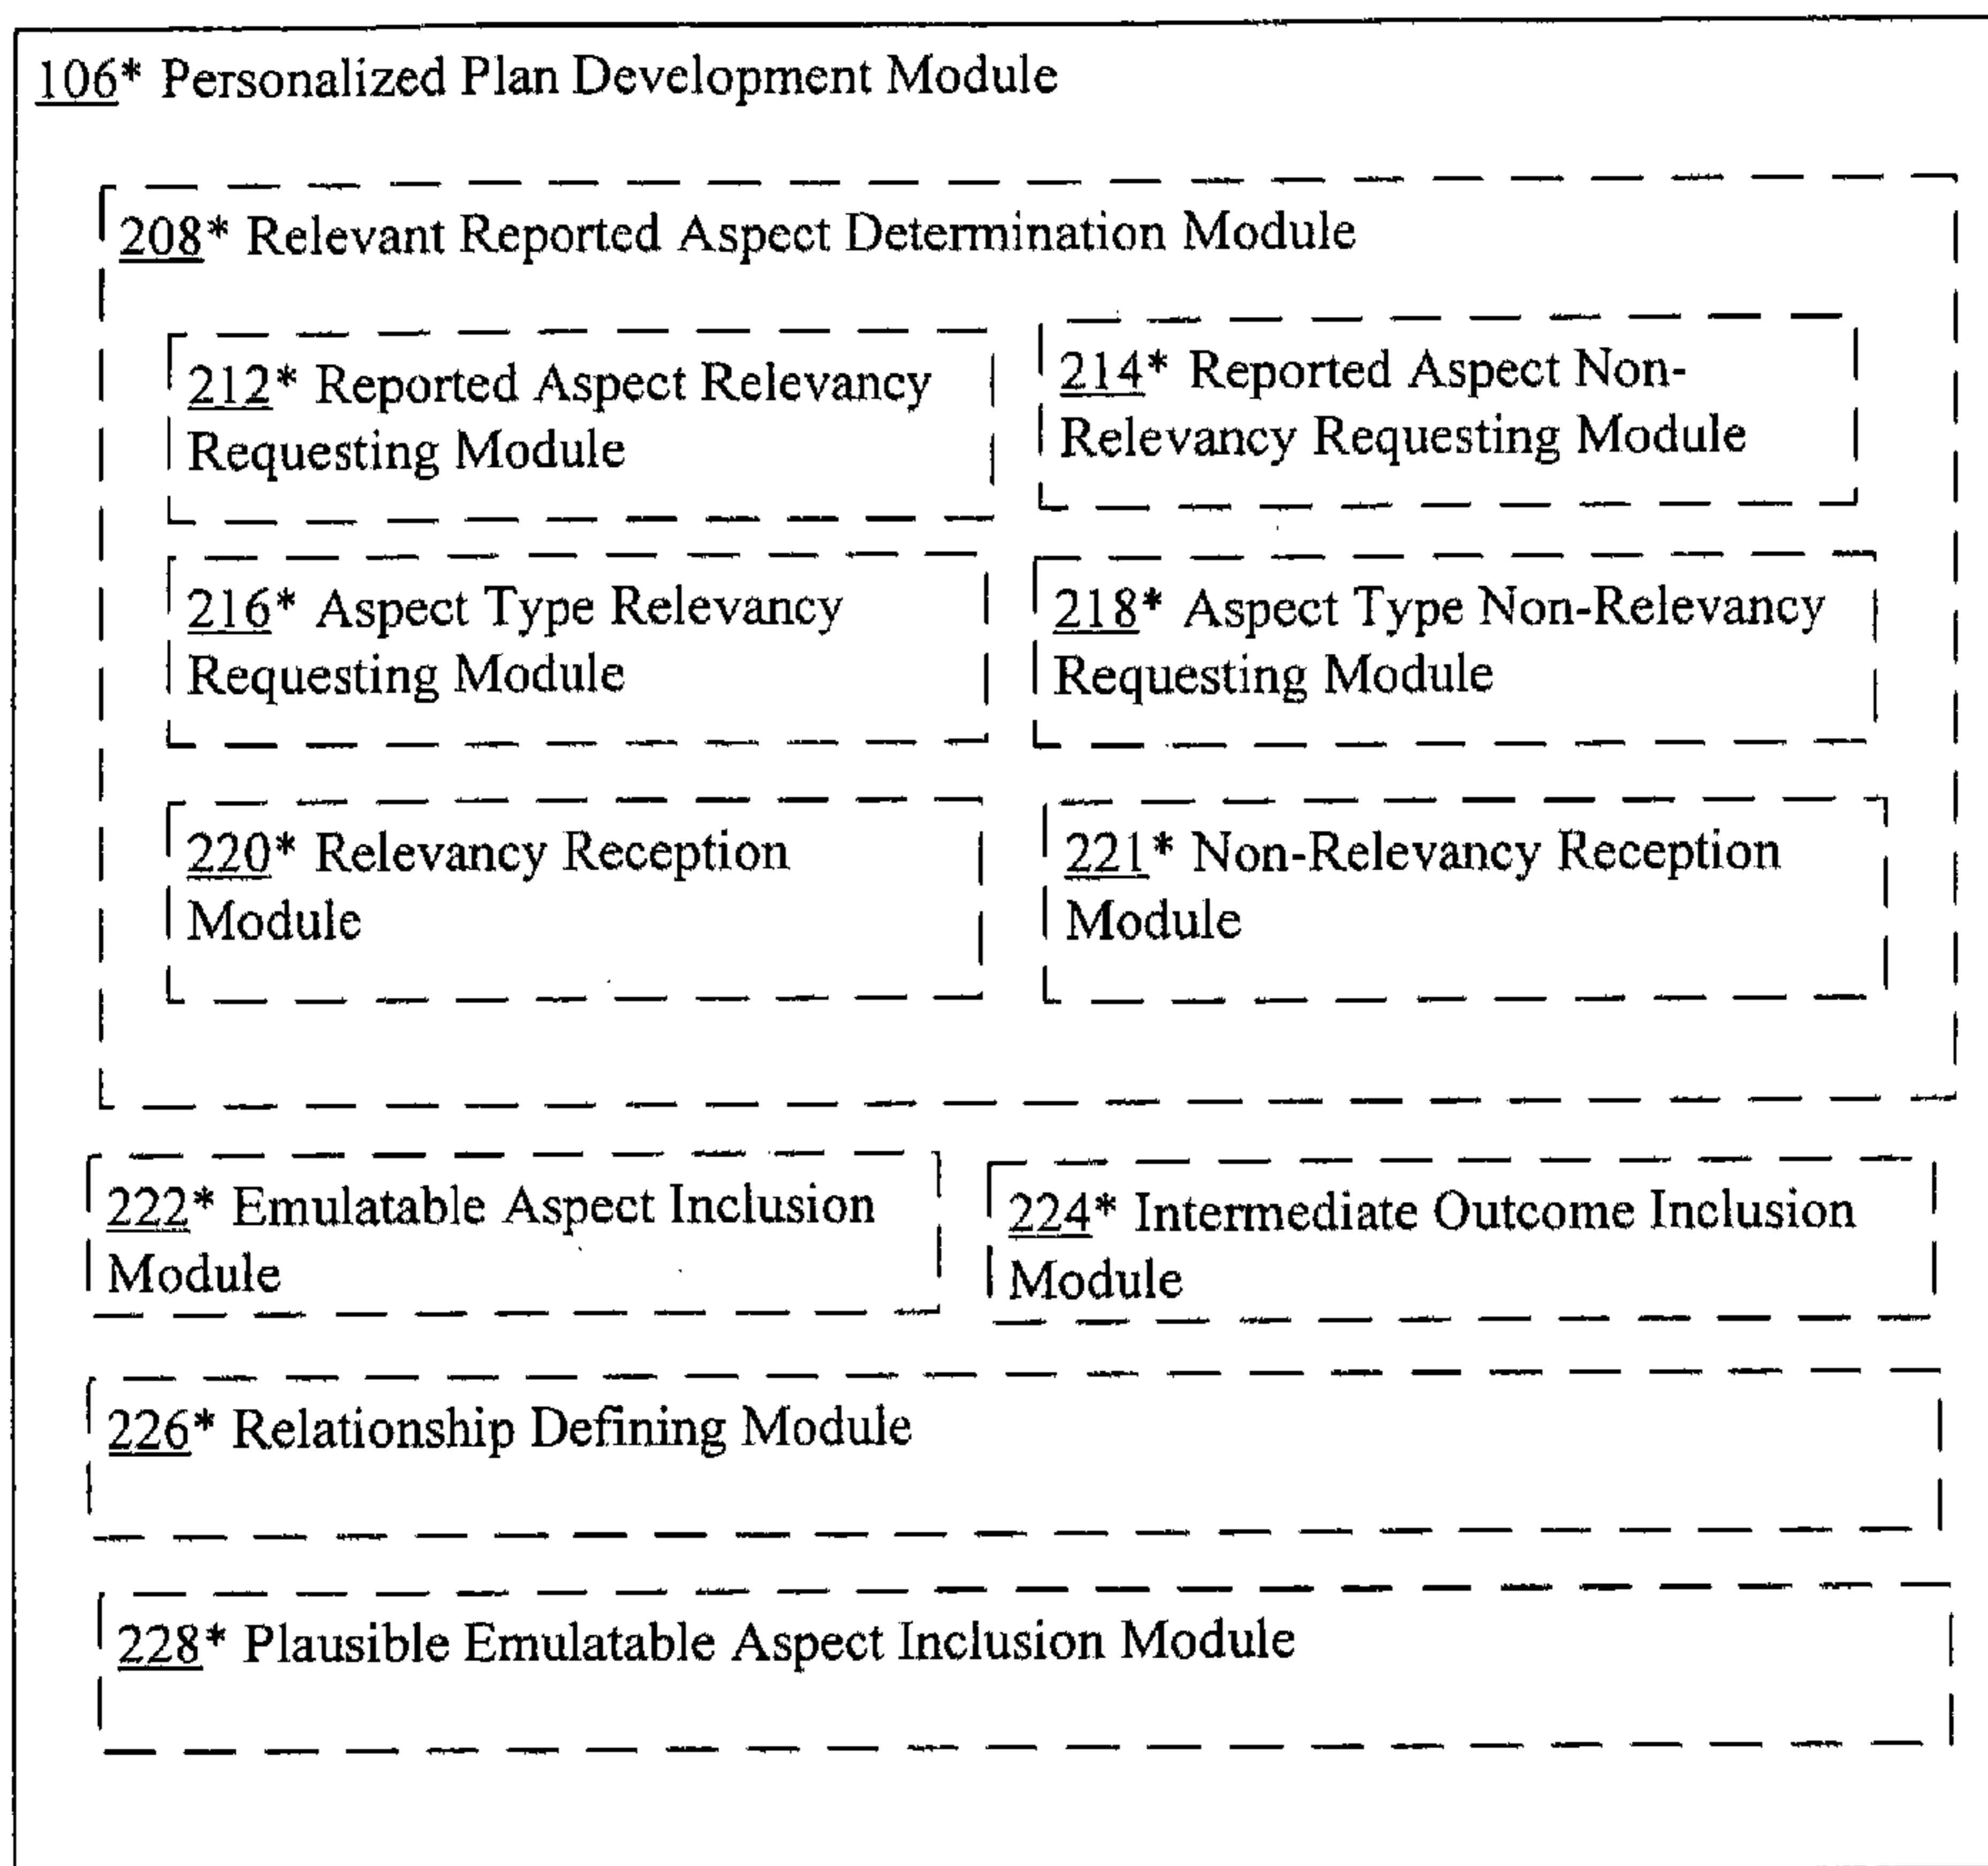 106* Personalized Plan Development Module
208* Relevant Reported Aspect Determination Module
212* Reported Aspect Relevancy
Requesting Module
214* Reported Aspect Non-
Relevancy Requesting Module
216* Aspect Type Relevancy
Requesting Module
218* Aspect Type Non-Relevancy
Requesting Module
220* Relevancy Reception
Module
221* Non-Relevancy Reception
Module
222* Emulatable Aspect Inclusion
Module
224* Intermediate Outcome Inclusion
Module
226* Relationship Defining Module
228* Plausible Emulatable Aspect Inclusion Module